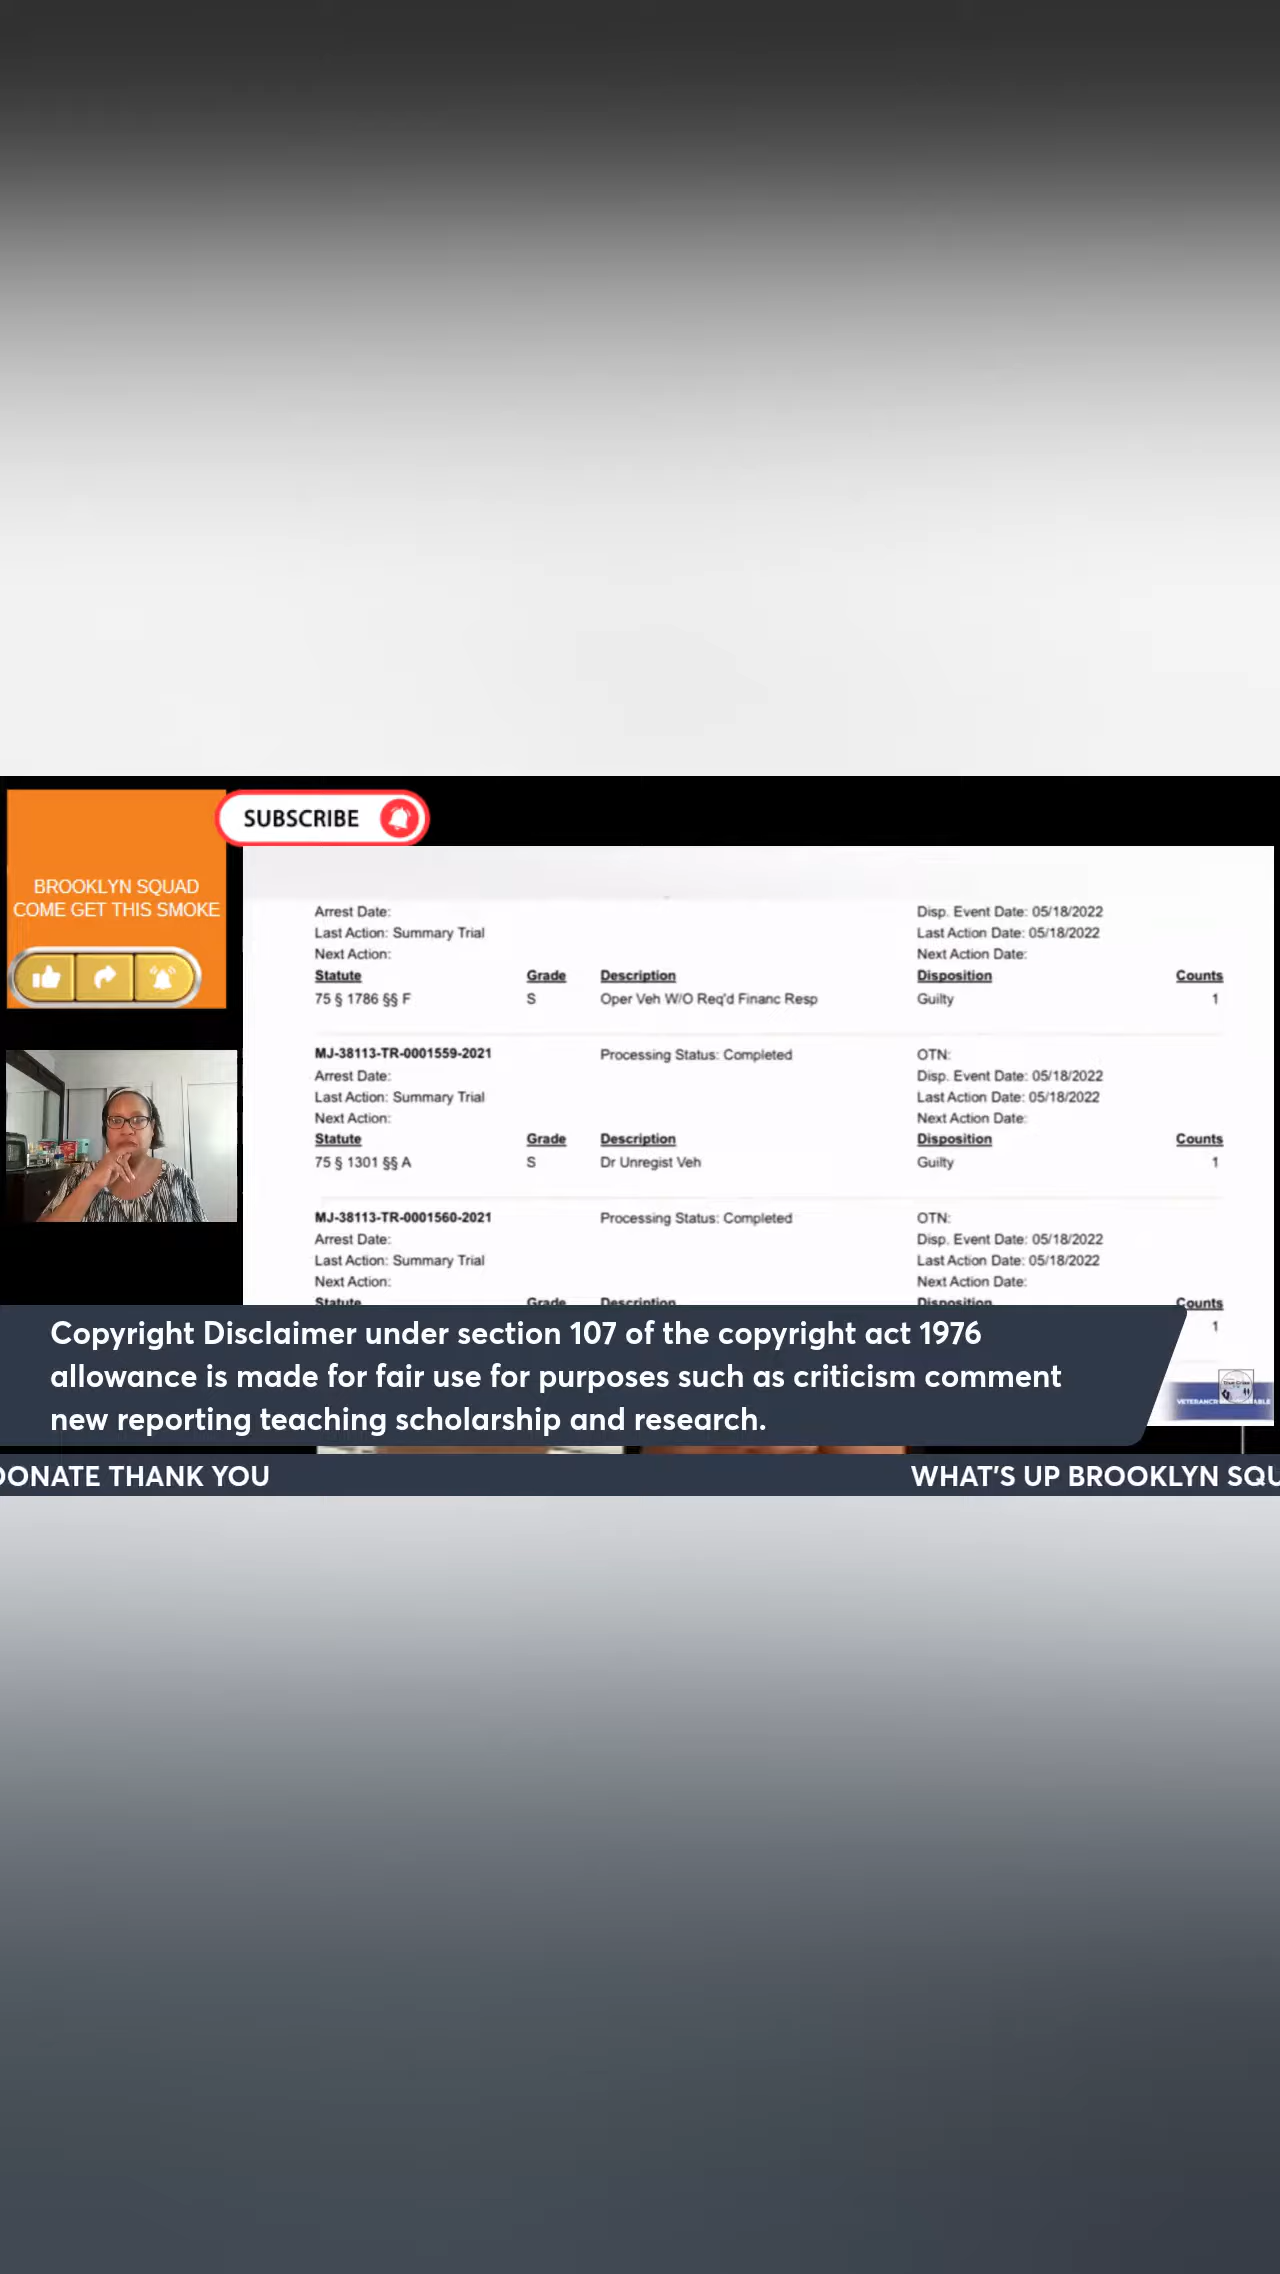 SUBSCRIBE
BROOKLYN SQUAD
COME GET THIS SMOKE
Arrest Date: Disp. Event Date: 05/18/2022
Last Action: Summary Trial Last Action Date: 05/18/2022
Next Action: Next Action Date:
Statute Grade Description Disposition Counts
75 § 1786 §§ F S Oper Veh W/O Req'd Financ Resp Guilty 1
MJ-38113-TR-0001559-2021 Processing Status: Completed OTN:
Arrest Date: Disp. Event Date: 05/18/2022
Last Action: Summary Trial Last Action Date: 05/18/2022
Next Action: Next Action Date:
Statute Grade Description Disposition Counts
75 § 1301 §§ A S Dr Unregist Veh Guilty 1
MJ-38113-TR-0001560-2021 Processing Status: Completed OTN:
Arrest Date: Disp. Event Date: 05/18/2022
Last Action: Summary Trial Last Action Date: 05/18/2022
Next Action: Next Action Date:
Statute Grade Description Disposition Counts
1
Copyright Disclaimer under section 107 of the copyright act 1976
allowance is made for fair use for purposes such as criticism comment
new reporting teaching scholarship and research.
DONATE THANK YOU WHAT'S UP BROOKLYN SQU